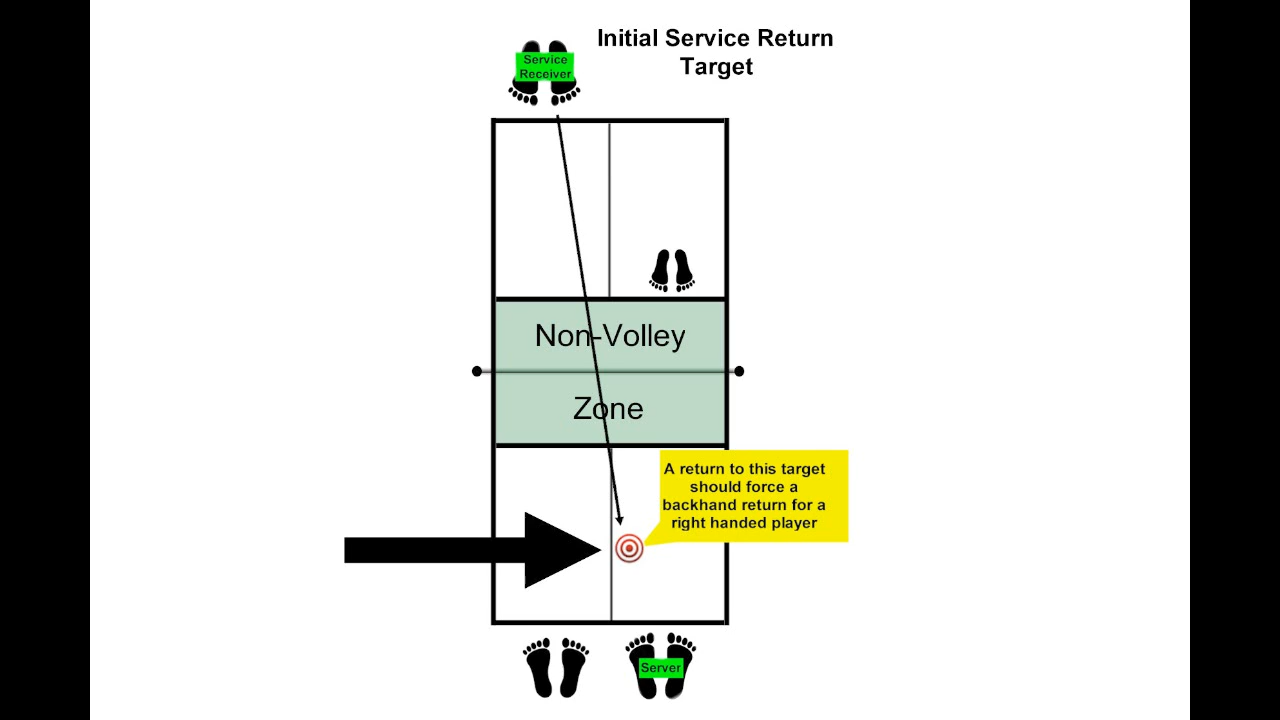 Initial Service Return
Target
Service
Receiver
Non-Volley
Zone
A return to this target
should force a
backhand return for a
right handed player
Server